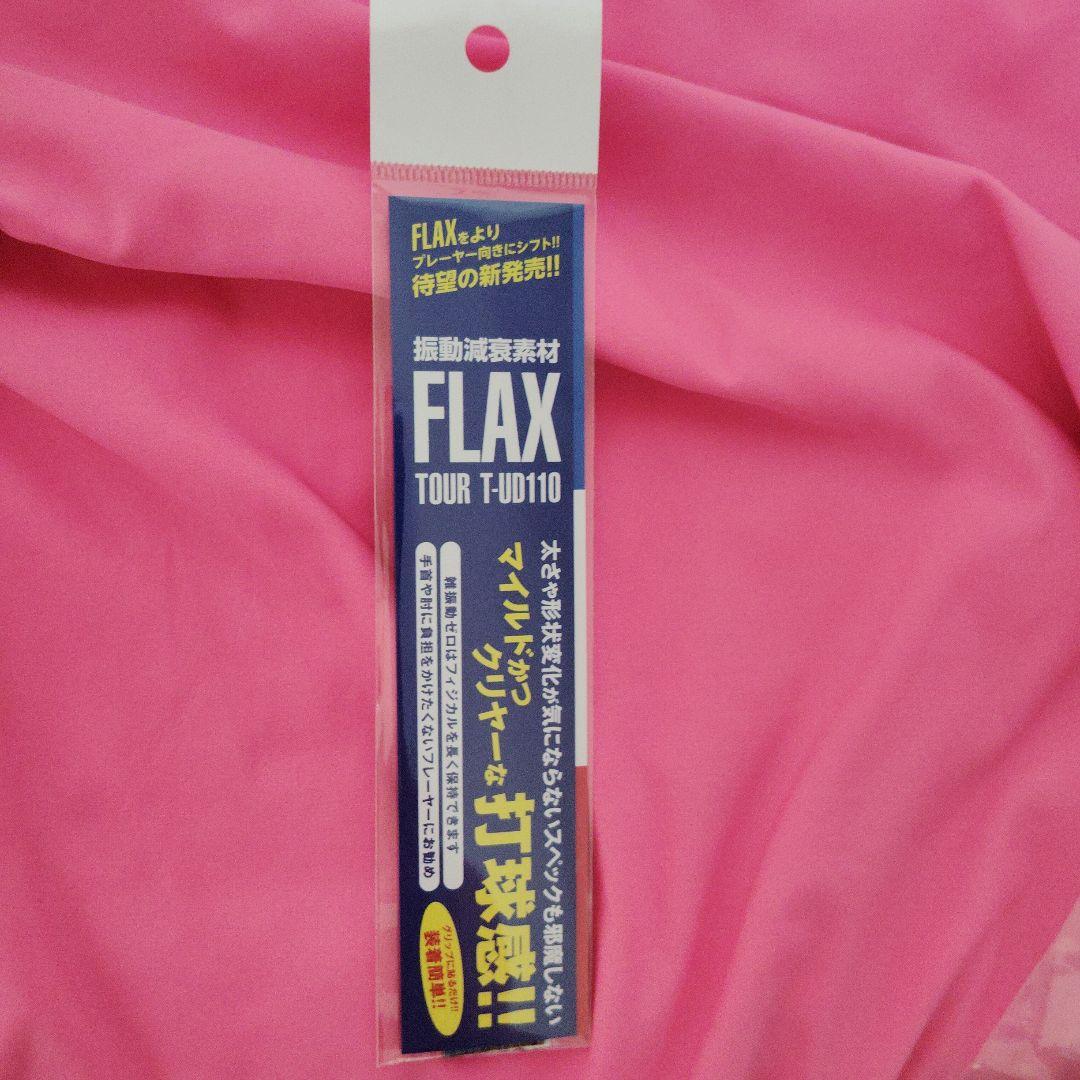 FLAXをより
プレーヤー向きにシフト!!
待望の新発売!!
振動減衰素材
FLAX
TOUR T-UD110
太さや形状変化が気にならないスペックも邪魔しない
マイルドかつ
クリヤーな
打球感!!
雑振動ゼロはフィジカルを長く保持できます
手首や肘に負担をかけたくないプレーヤーにお勧め
グリップに貼るだけ!!
装着簡単!!